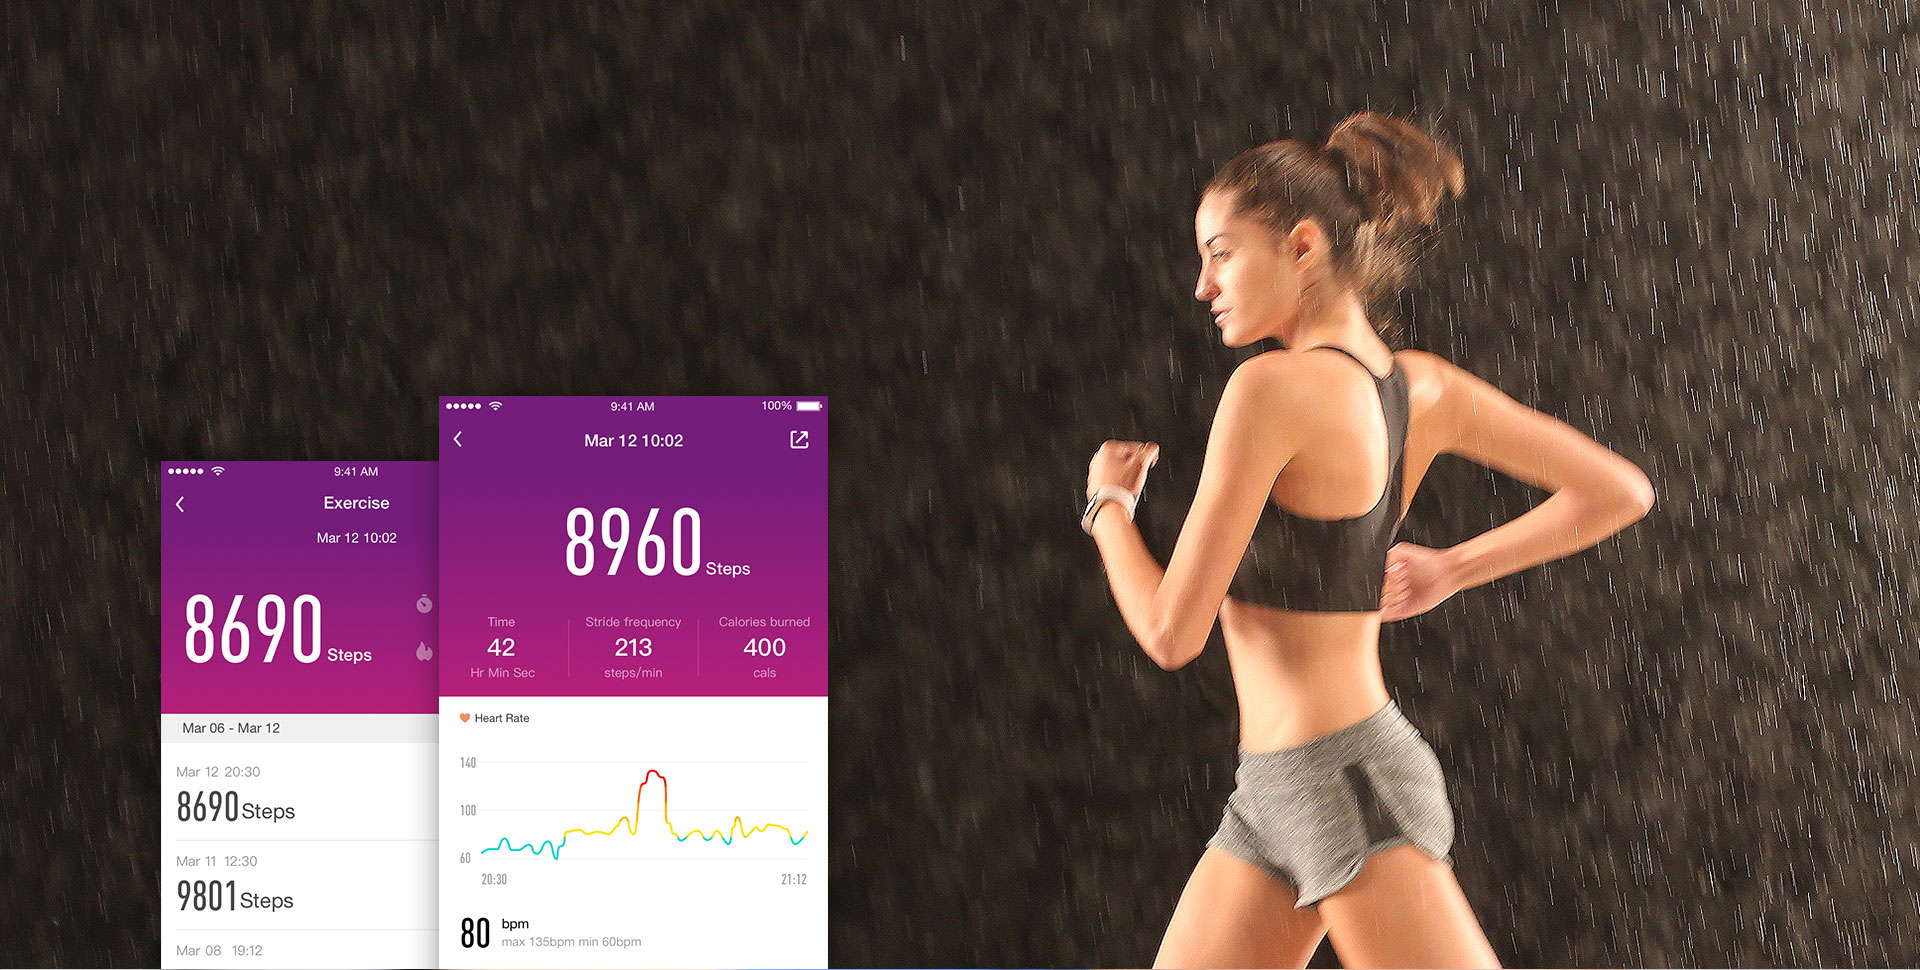 9:41 AM
Exercise
Mar 12 10:02
8690 Steps
Mar 06 - Mar 12
Mar 12 20:30
8690 Steps
Mar 11 12:30
9801 Steps
Mar 08 19:12
9:41 AM 100%
Mar 12 10:02
8960 Steps
Time Stride frequency Calories burned
42 213 400
Hr Min Sec steps/min cals
Heart Rate
140
100
60
20:30 21:12
80 bpm
max 135bpm min 60bpm